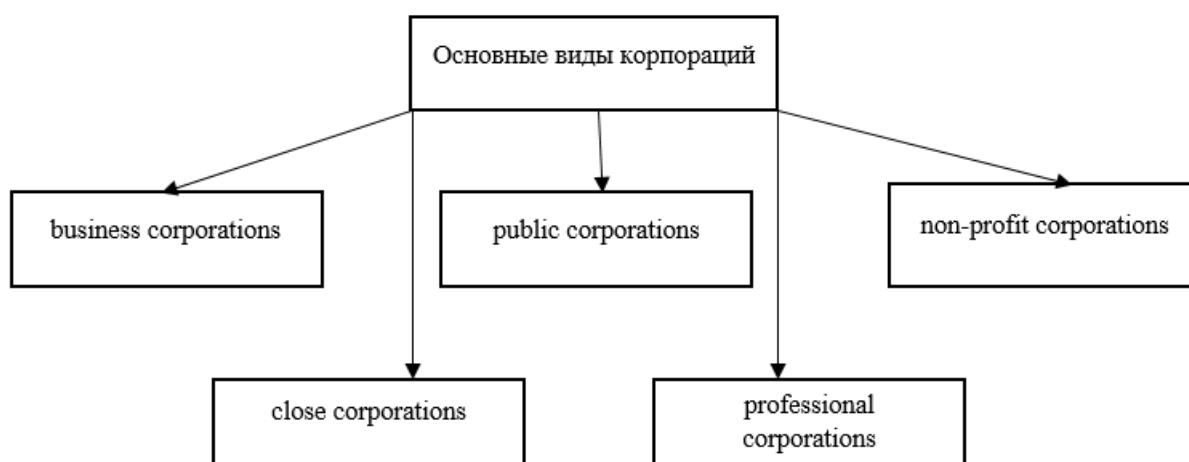 Основные виды корпораций
business corporations
public corporations
non-profit corporations
close corporations
professional
corporations